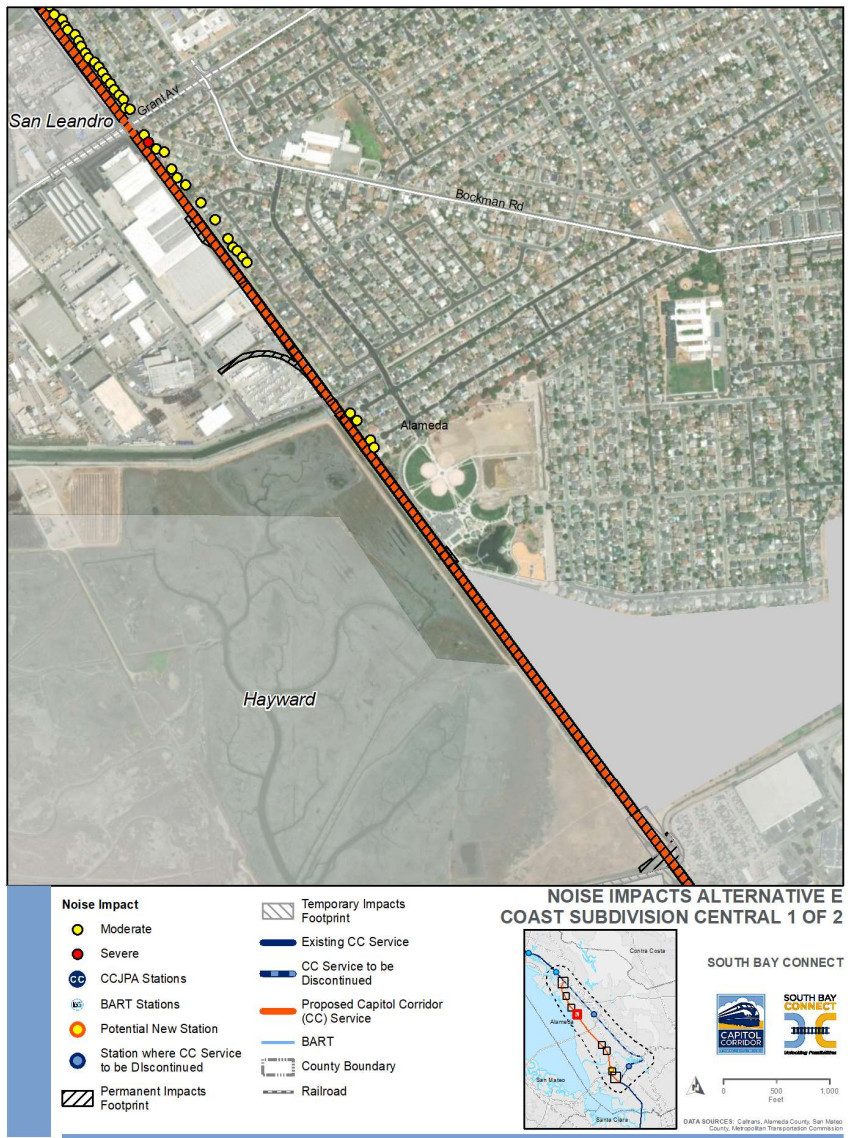 Grant Av
San Leandro
Bockman Rd
Alameda
Hayward
NOISE IMPACTS ALTERNATIVE E
COAST SUBDIVISION CENTRAL 1 OF 2
Noise Impact
Moderate
Severe
CC
CCJPA Stations
BART Stations
Potential New Station
Station where CC Service
to be DIscontinued
Permanent Impacts
Footprint
Temporary Impacts
Footprint
Existing CC Service
CC Service to be
Discontinued
Proposed Capitol Corridor
(CC) Service
BART
County Boundary
Railroad
Contra Costa
Alameda
San Mateo
Santa Clara
SOUTH BAY CONNECT
CAPITOL
CORRIDOR
SOUTH BAY
CONNECT
Unlocking Possibilities
0 500 1,000
Feet
DATA SOURCES: Caltrans, Alameda County, San Mateo
County, Metropolitan Transportation Commission